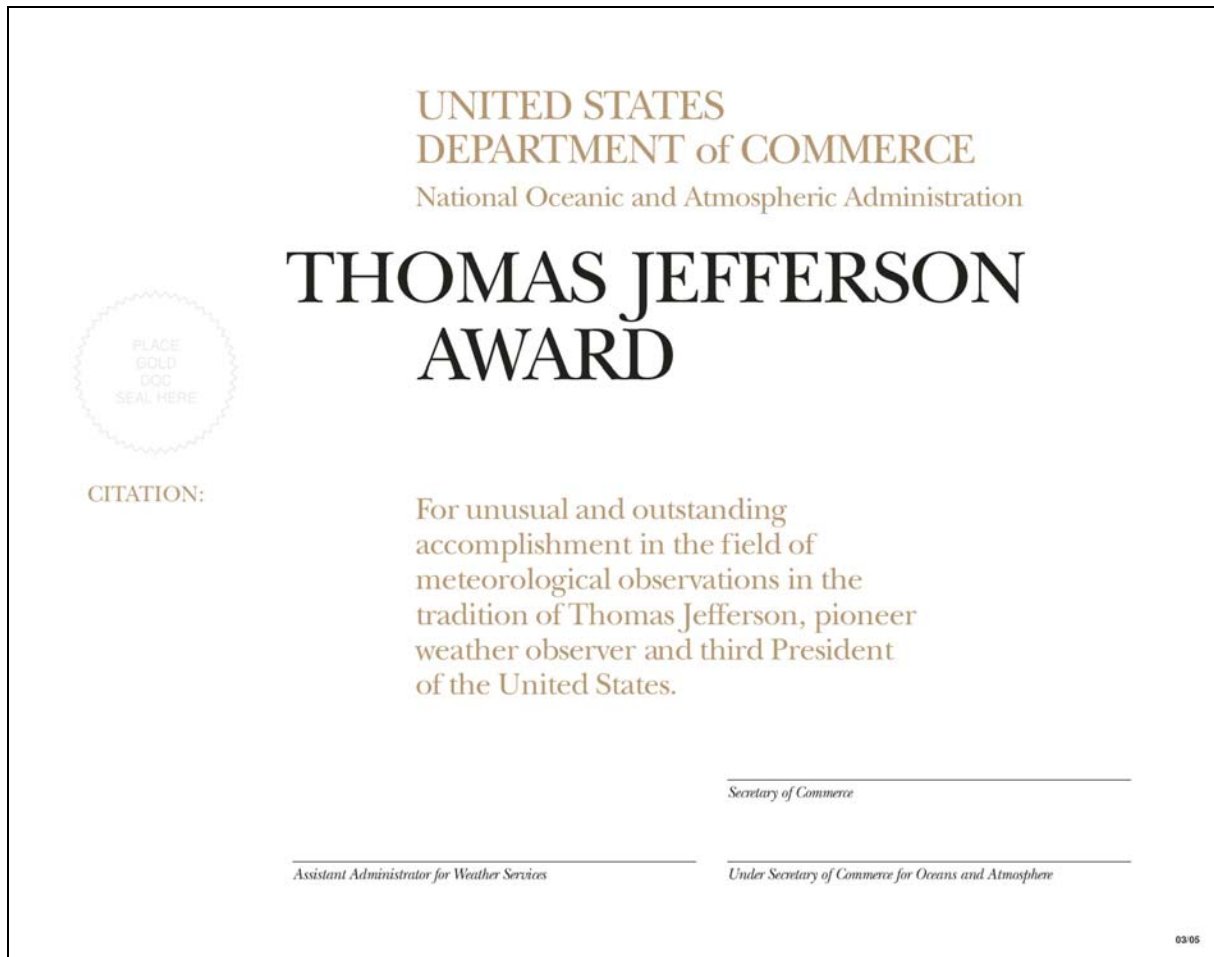 UNITED STATES
DEPARTMENT of COMMERCE
National Oceanic and Atmospheric Administration
THOMAS JEFFERSON
AWARD
PLACE
GOLD
DOC
SEAL HERE
CITATION:
For unusual and outstanding
accomplishment in the field of
meteorological observations in the
tradition of Thomas Jefferson, pioneer
weather observer and third President
of the United States.
Secretary of Commerce
Assistant Administrator for Weather Services
Under Secretary of Commerce for Oceans and Atmosphere
03/05